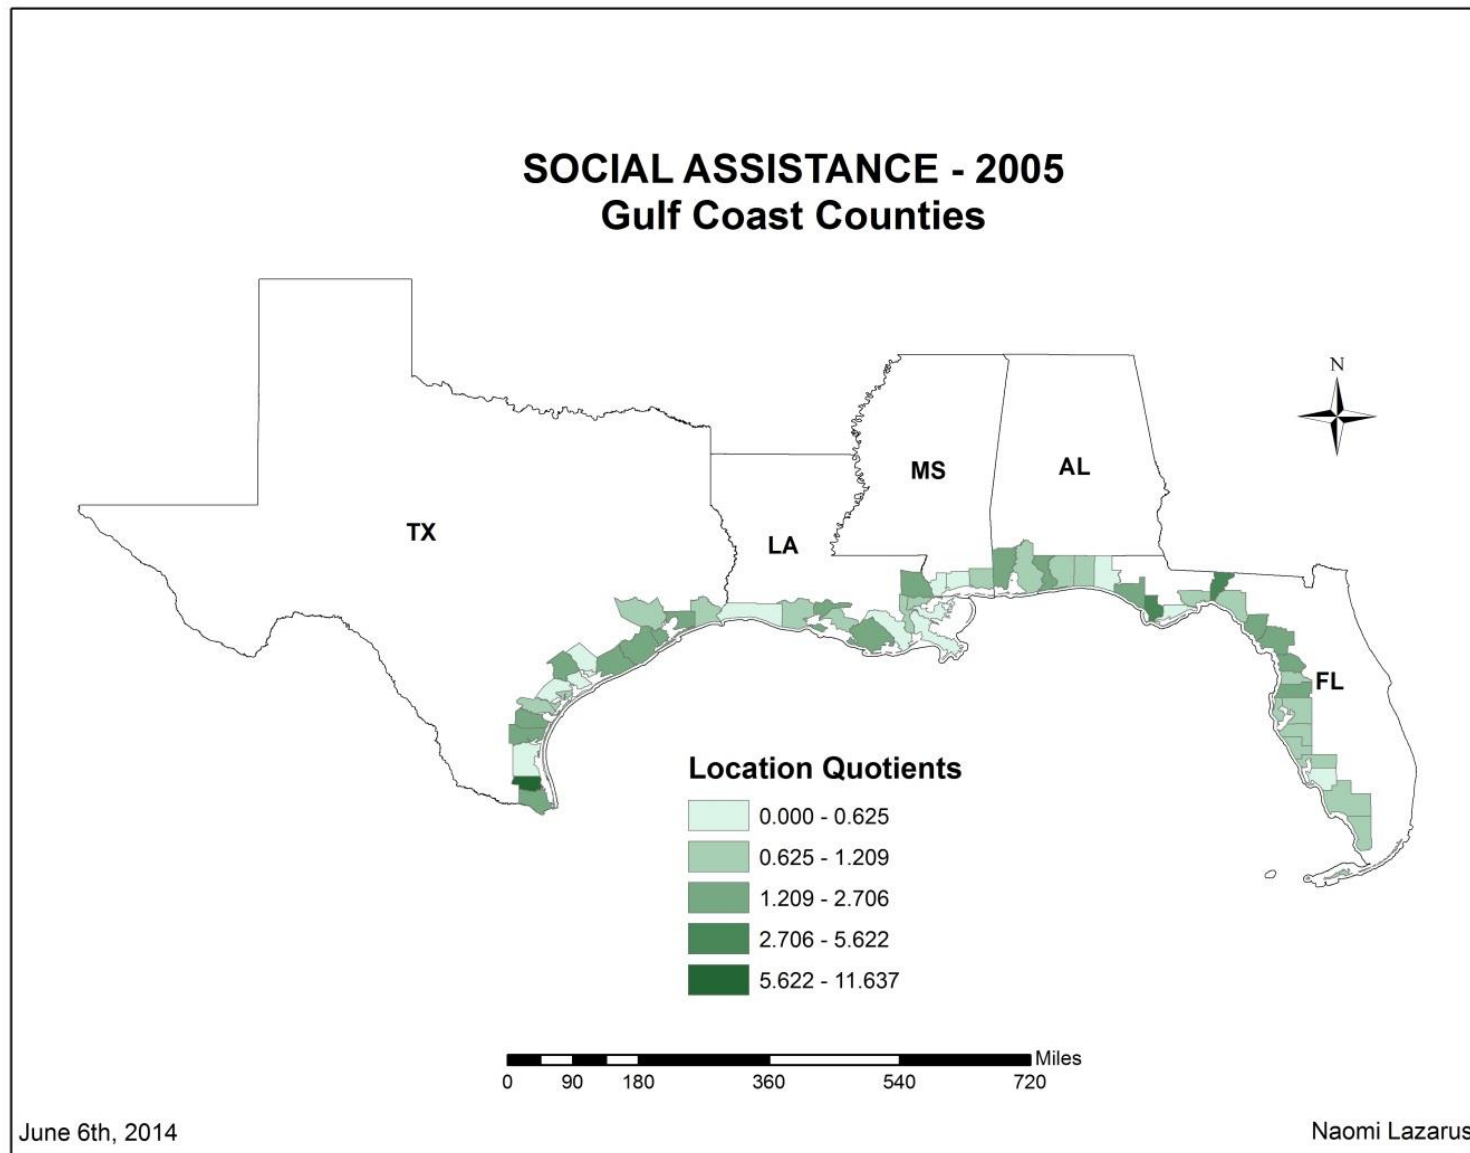 SOCIAL ASSISTANCE - 2005
Gulf Coast Counties
N
MS
AL
TX
LA
FL
Location Quotients
0.000 - 0.625
0.625 - 1.209
1.209 - 2.706
2.706 - 5.622
5.622 - 11.637
Miles
0 90 180 360 540 720
June 6th, 2014
Naomi Lazarus